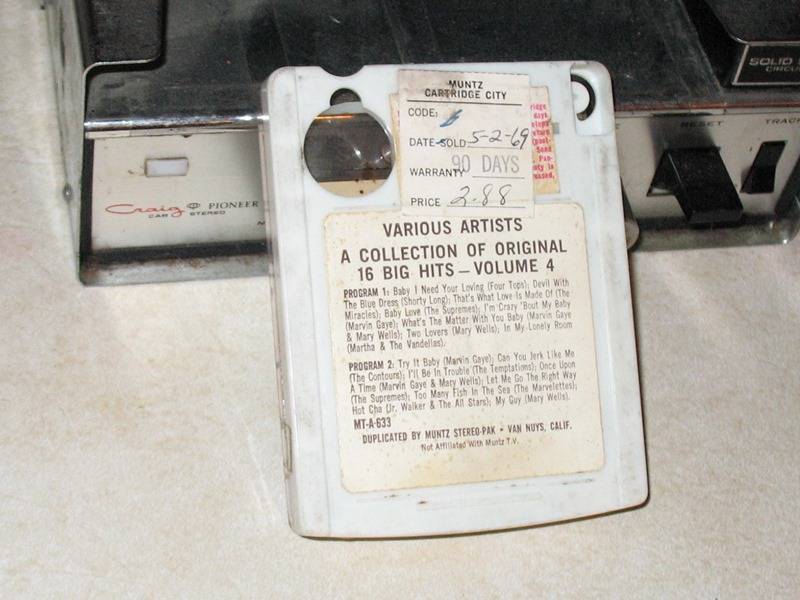 SOLID
CIRCU
RESET
TRACK
Craig PIONEER
CAR STEREO
MUNTZ
CARTRIDGE CITY
CODE:
DATE SOLD 5-2-69
WARRANTY 90 DAYS
PRICE 2.88
VARIOUS ARTISTS
A COLLECTION OF ORIGINAL
16 BIG HITS — VOLUME 4
PROGRAM 1: Baby I Need Your Loving (Four Tops); Devil With
The Blue Dress (Shorty Long); That's What Love Is Made Of (The
Miracles); Baby Love (The Supremes); I'm Crazy 'Bout My Baby
(Marvin Gaye); What's The Matter With You Baby (Marvin Gaye
& Mary Wells); Two Lovers (Mary Wells); In My Lonely Room
(Martha & The Vandellas).
PROGRAM 2: Try It Baby (Marvin Gaye); Can You Jerk Like Me
(The Contours); I'll Be In Trouble (The Temptations); Once Upon
A Time (Marvin Gaye & Mary Wells); Let Me Go The Right Way
(The Supremes); Too Many Fish In The Sea (The Marvelettes);
Hot Cha (Jr. Walker & The All Stars); My Guy (Mary Wells).
MT-A-633
DUPLICATED BY MUNTZ STEREO-PAK • VAN NUYS, CALIF.
Not Affiliated With Muntz T.V.